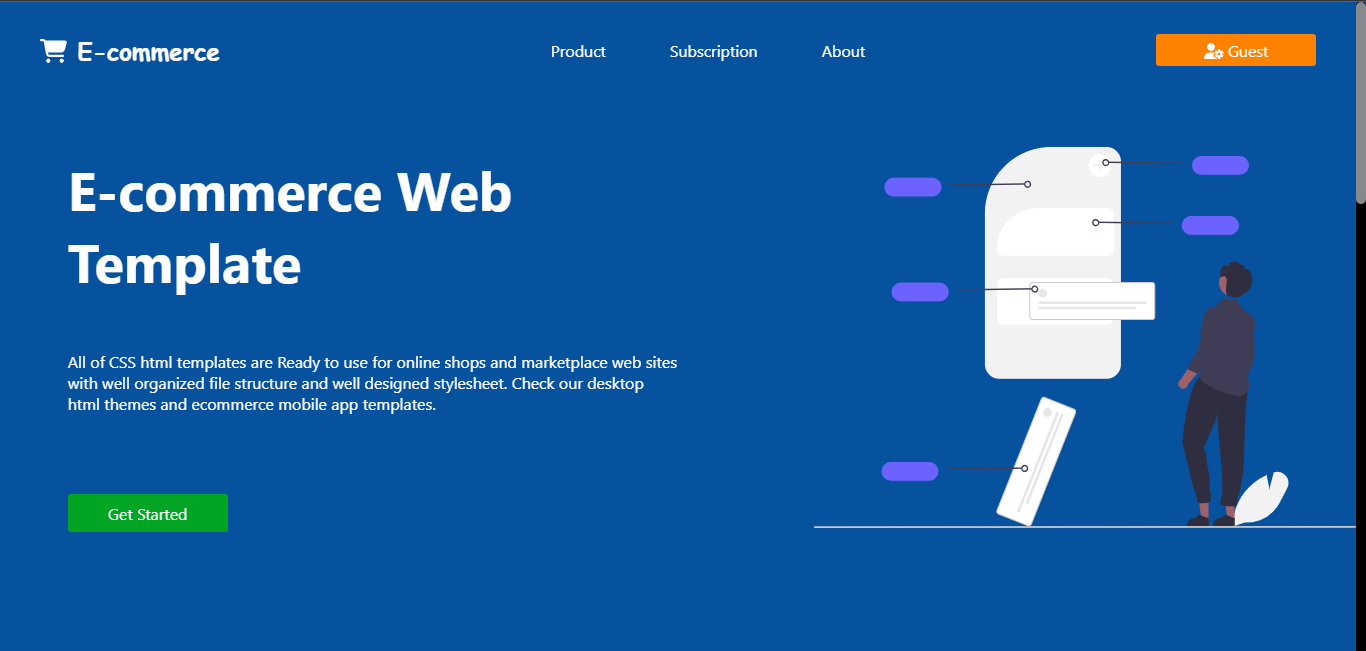 E-commerce
Product
Subscription
About
Guest
E-commerce Web
Template
All of CSS html templates are Ready to use for online shops and marketplace web sites
with well organized file structure and well designed stylesheet. Check our desktop
html themes and ecommerce mobile app templates.
Get Started